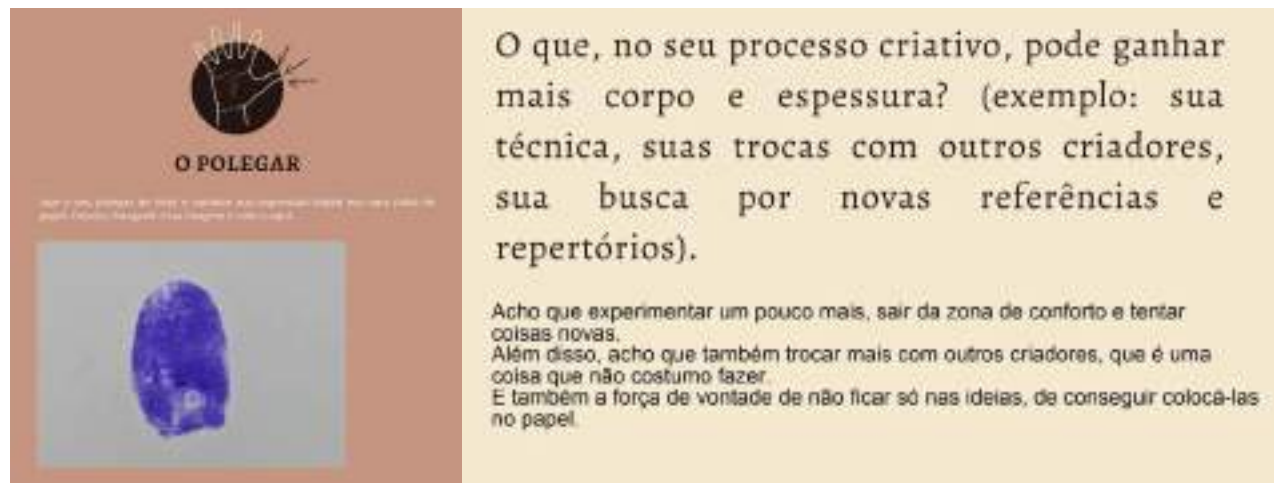 O POLEGAR
O que, no seu processo criativo, pode ganhar
mais corpo e espessura? (exemplo: sua
técnica, suas trocas com outros criadores,
sua busca por novas referências e
repertórios).
Acho que experimentar um pouco mais, sair da zona de conforto e tentar
coisas novas.
Além disso, acho que também trocar mais com outros criadores, que é uma
coisa que não costumo fazer.
E também a força de vontade de não ficar só nas ideias, de conseguir colocá-las
no papel.